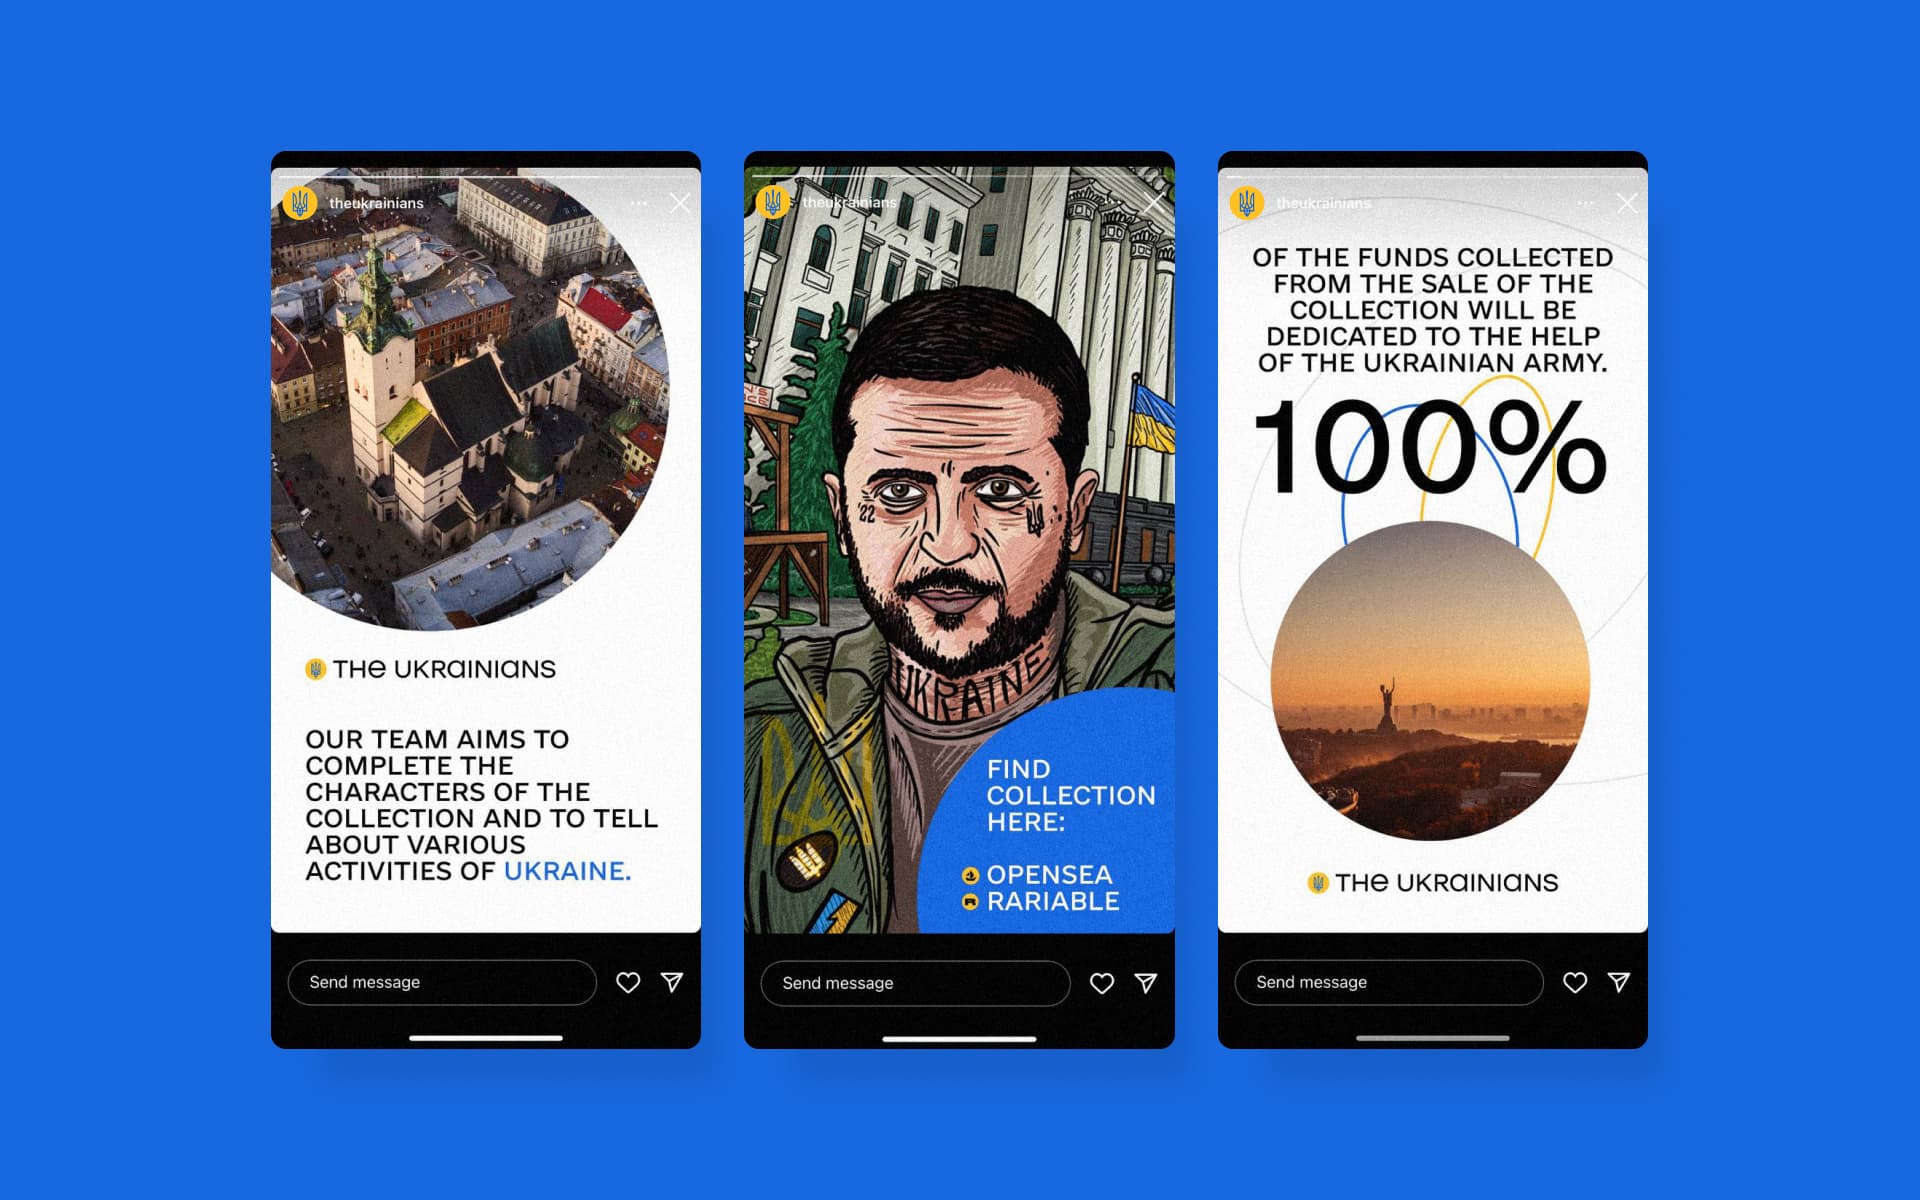 theukrainians
THE UKRAINIANS
OUR TEAM AIMS TO
COMPLETE THE
CHARACTERS OF THE
COLLECTION AND TO TELL
ABOUT VARIOUS
ACTIVITIES OF UKRAINE.
Send message
theukrainians
N'S
ICE
22
UKRAINE
FIND
COLLECTION
HERE:
OPENSEA
RARIABLE
Send message
theukrainians
OF THE FUNDS COLLECTED
FROM THE SALE OF THE
COLLECTION WILL BE
DEDICATED TO THE HELP
OF THE UKRAINIAN ARMY.
100%
THE UKRAINIANS
Send message